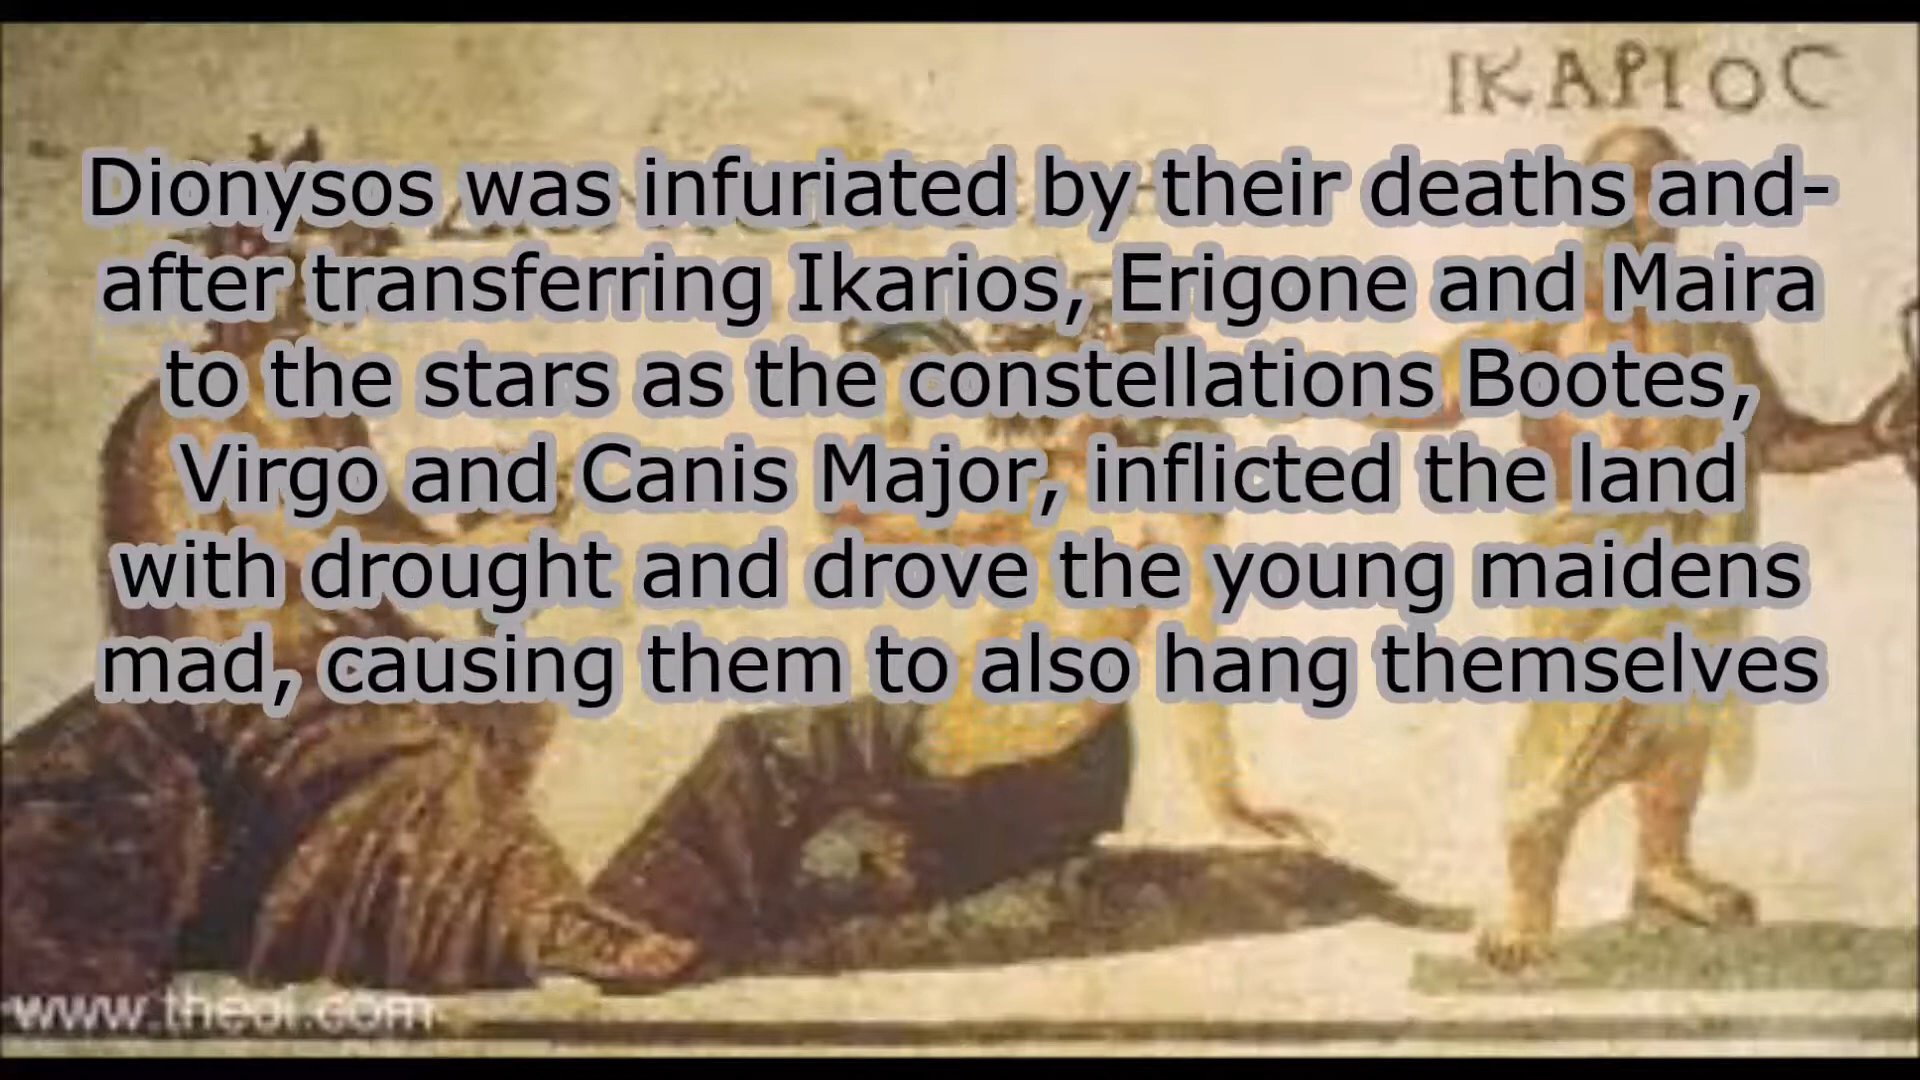 ΙΚΑΡΙΟC
Dionysos was infuriated by their deaths and-
after transferring Ikarios, Erigone and Maira
to the stars as the constellations Bootes,
Virgo and Canis Major, inflicted the land
with drought and drove the young maidens
mad, causing them to also hang themselves
www.theoi.com